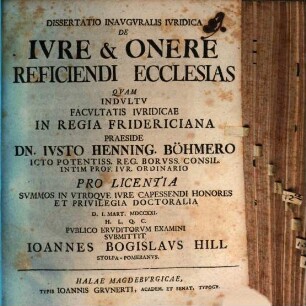 DISSERTATIO INAVGVRALIS IVRIDICA
DE
IVRE & ONERE
REFICIENDI ECCLESIAS
QVAM
INDVLTV
FACVLTATIS IVRIDICAE
IN REGIA FRIDERICIANA
PRAESIDE
DN. IVSTO HENNING. BÖHMERO
ICTO POTENTISS. REG. BORVSS. CONSIL.
INTIM PROF. IVR. ORDINARIO
PRO LICENTIA
SVMMOS IN VTROQVE IVRE CAPESSENDI HONORES
ET PRIVILEGIA DOCTORALIA
D. I. MART. MDCCXXI.
H. L. Q. C.
PVBLICO ERVDITORVM EXAMINI
SVBMITTIT
IOANNES BOGISLAVS HILL
STOLPA-POMERANVS.
HALAE MAGDEBVRGICAE,
TYPIS IOANNIS GRVNERTI, ACADEM. ET SENAT. TYPOGR.